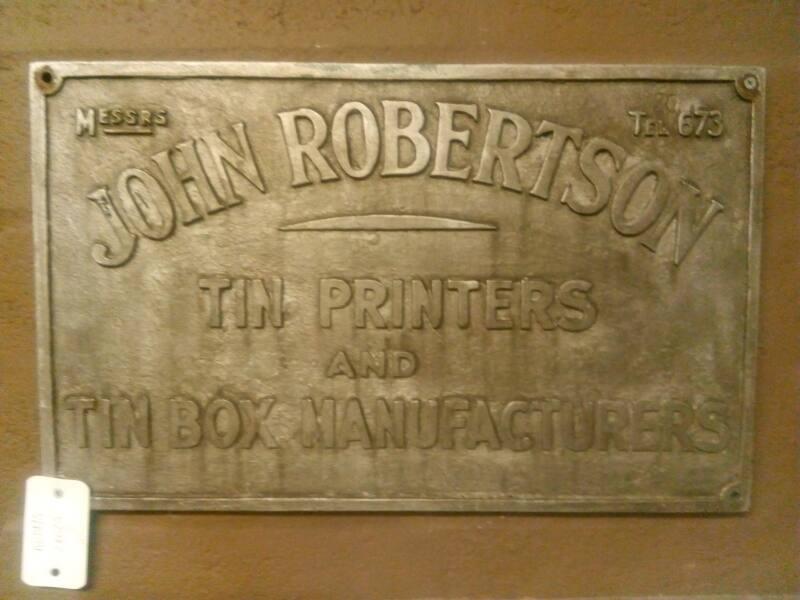 MESSRS
TEL 673
JOHN ROBERTSON
TIN PRINTERS
AND
TIN BOX MANUFACTURERS